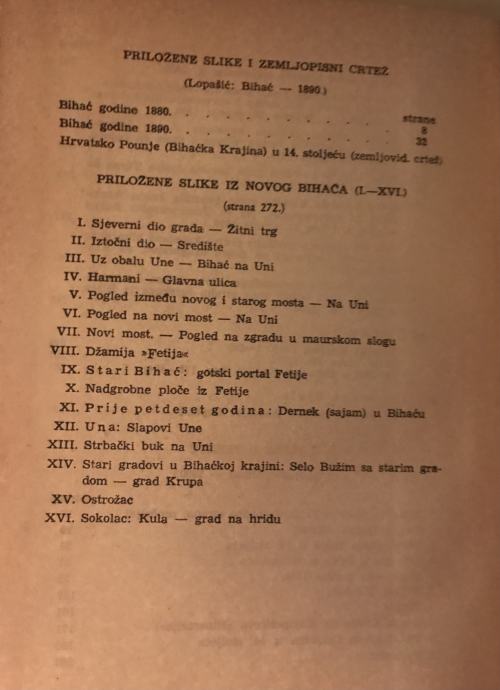 PRILOŽENE SLIKE I ZEMLJOPISNI CRTEŽ
(Lopašić: Bihać — 1890.)
strane
Bihać godine 1880. . . . . . . . . 8
Bihać godine 1890. . . . . . . . . 32
Hrvatsko Pounje (Bihaćka Krajina) u 14. stoljeću (zemljovid. crtež)
PRILOŽENE SLIKE IZ NOVOG BIHAĆA (I.—XVI.)
(strana 272.)
I. Sjeverni dio grada — Žitni trg
II. Iztočni dio — Središte
III. Uz obalu Une — Bihać na Uni
IV. Harmani — Glavna ulica
V. Pogled između novog i starog mosta — Na Uni
VI. Pogled na novi most — Na Uni
VII. Novi most. — Pogled na zgradu u maurskom slogu
VIII. Džamija »Fetija«
IX. Stari Bihać: gotski portal Fetije
X. Nadgrobne ploče iz Fetije
XI. Prije petdeset godina: Dernek (sajam) u Bihaću
XII. Una: Slapovi Une
XIII. Strbački buk na Uni
XIV. Stari gradovi u Bihaćkoj krajini: Selo Bužim sa starim gra-
dom — grad Krupa
XV. Ostrožac
XVI. Sokolac: Kula — grad na hridu